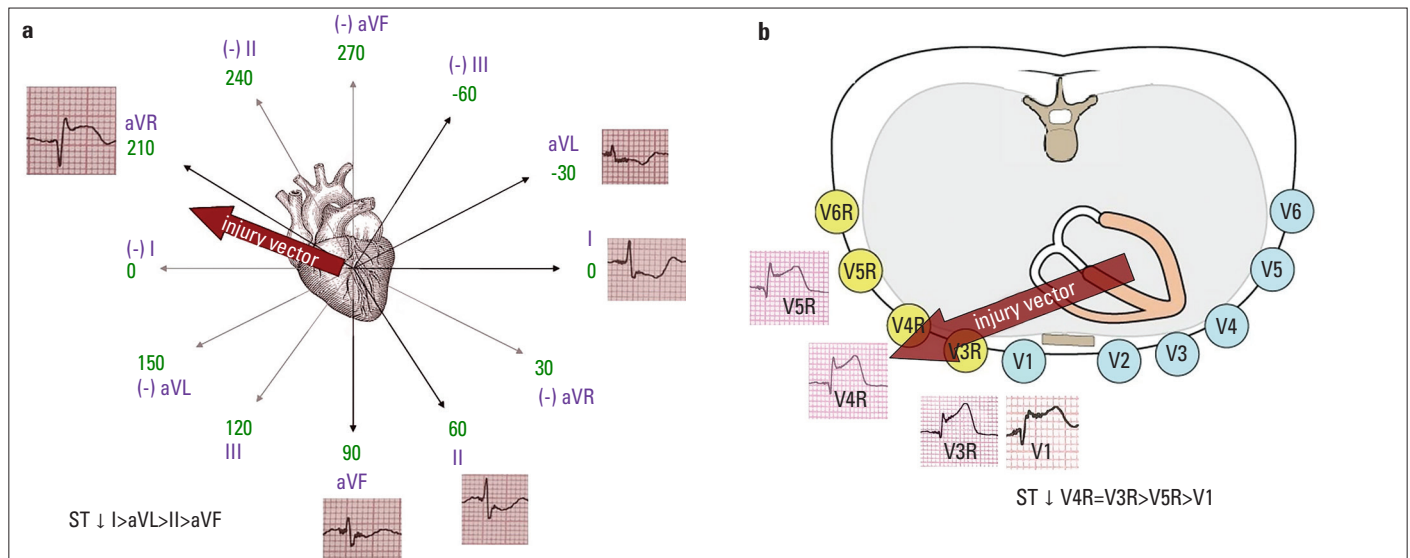 a
(-) aVF
270
(-) II
240
(-) III
-60
aVR
210
aVL
-30
injury vector
(-) I
0
I
0
150
(-) aVL
30
(-) aVR
120
III
60
II
90
aVF
ST ↓ I>aVL>II>aVF
b
V6R
V6
V5R
V5
V5R
injury vector
V4R
V4
V3R
V3
V1
V2
V4R
V3R
V1
ST ↓ V4R=V3R>V5R>V1